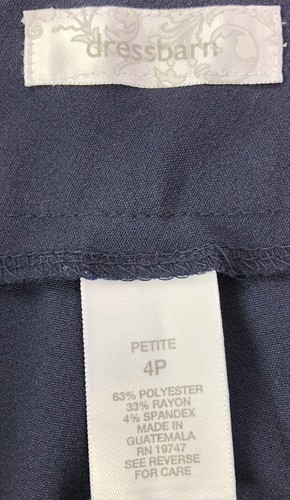 dressbarn
PETITE
4P
63% POLYESTER
33% RAYON
4% SPANDEX
MADE IN
GUATEMALA
RN 19747
SEE REVERSE
FOR CARE